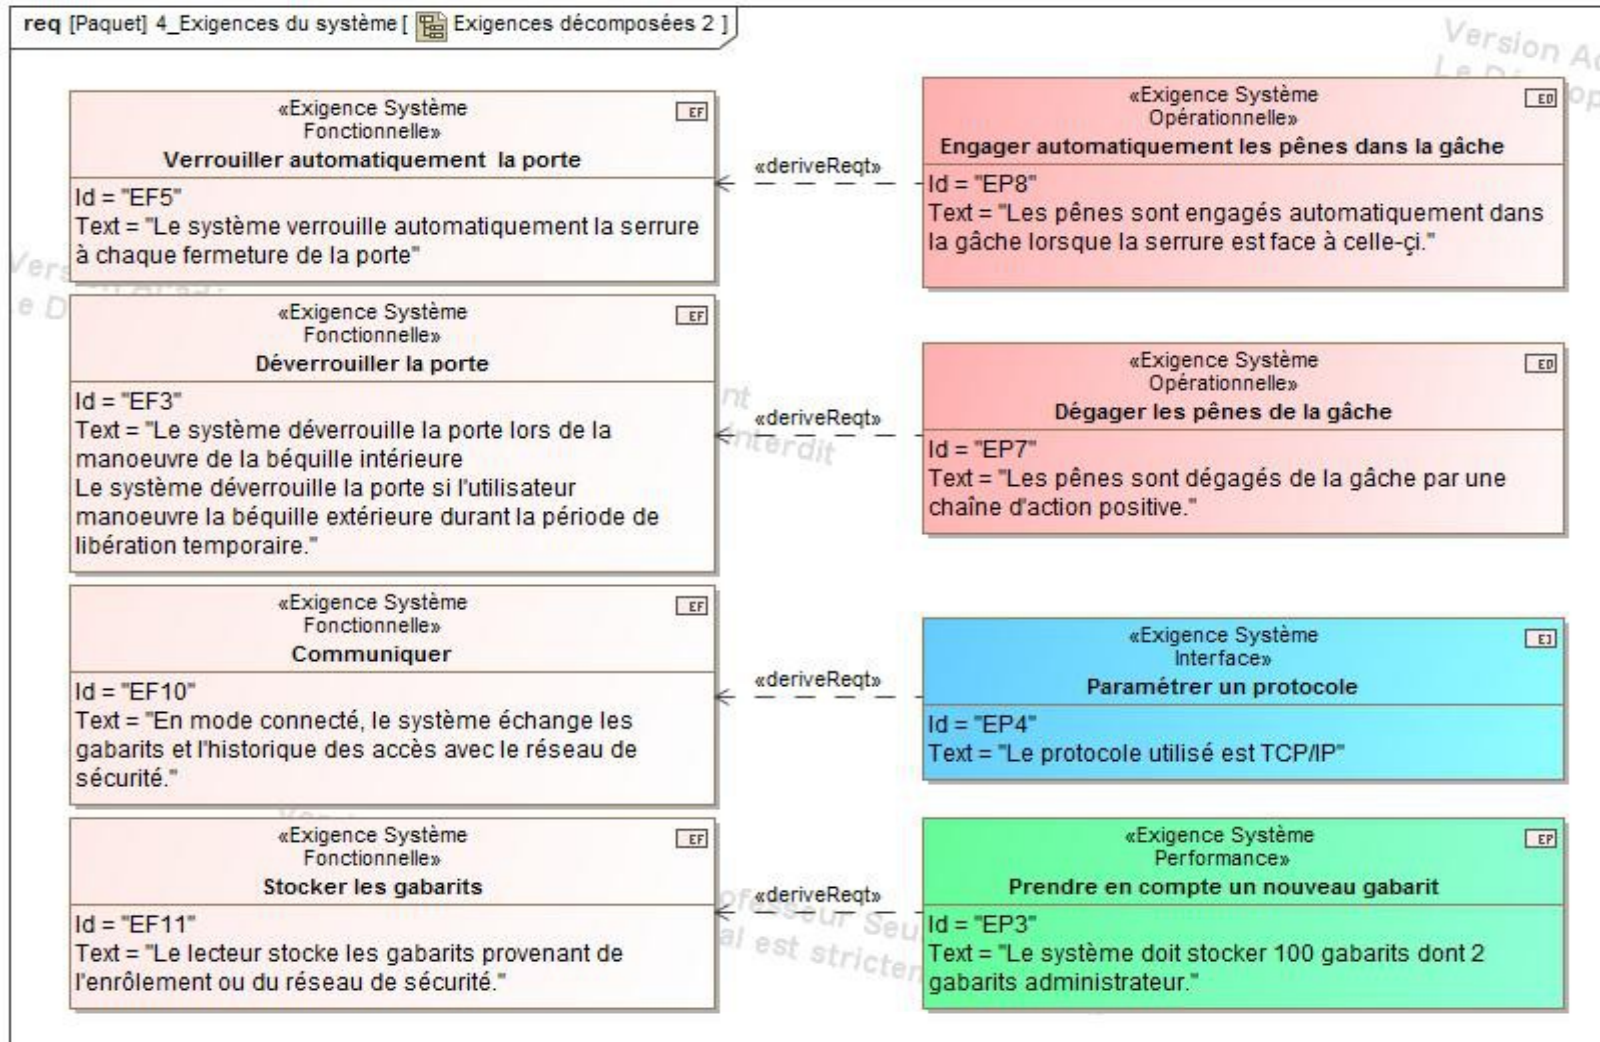 req [Paquet] 4_Exigences du système [ Exigences décomposées 2 ]
Version
«Exigence Système
Fonctionnelle»
EF
Verrouiller automatiquement la porte
Id = "EF5"
Text = "Le système verrouille automatiquement la serrure
à chaque fermeture de la porte"
«deriveReqt»
«Exigence Système
Opérationnelle»
EO
Engager automatiquement les pênes dans la gâche
Id = "EP8"
Text = "Les pênes sont engagés automatiquement dans
la gâche lorsque la serrure est face à celle-çi."
«Exigence Système
Fonctionnelle»
EF
Déverrouiller la porte
Id = "EF3"
Text = "Le système déverrouille la porte lors de la
manoeuvre de la béquille intérieure
Le système déverrouille la porte si l'utilisateur
manoeuvre la béquille extérieure durant la période de
libération temporaire."
«deriveReqt»
nt
interdit
«Exigence Système
Opérationnelle»
EO
Dégager les pênes de la gâche
Id = "EP7"
Text = "Les pênes sont dégagés de la gâche par une
chaîne d'action positive."
«Exigence Système
Fonctionnelle»
EF
Communiquer
Id = "EF10"
Text = "En mode connecté, le système échange les
gabarits et l'historique des accès avec le réseau de
sécurité."
«deriveReqt»
«Exigence Système
Interface»
EI
Paramétrer un protocole
Id = "EP4"
Text = "Le protocole utilisé est TCP/IP"
«Exigence Système
Fonctionnelle»
EF
Stocker les gabarits
Id = "EF11"
Text = "Le lecteur stocke les gabarits provenant de
l'enrôlement ou du réseau de sécurité."
«deriveReqt»
ofesseur Seu
al est stricten
«Exigence Système
Performance»
EP
Prendre en compte un nouveau gabarit
Id = "EP3"
Text = "Le système doit stocker 100 gabarits dont 2
gabarits administrateur."